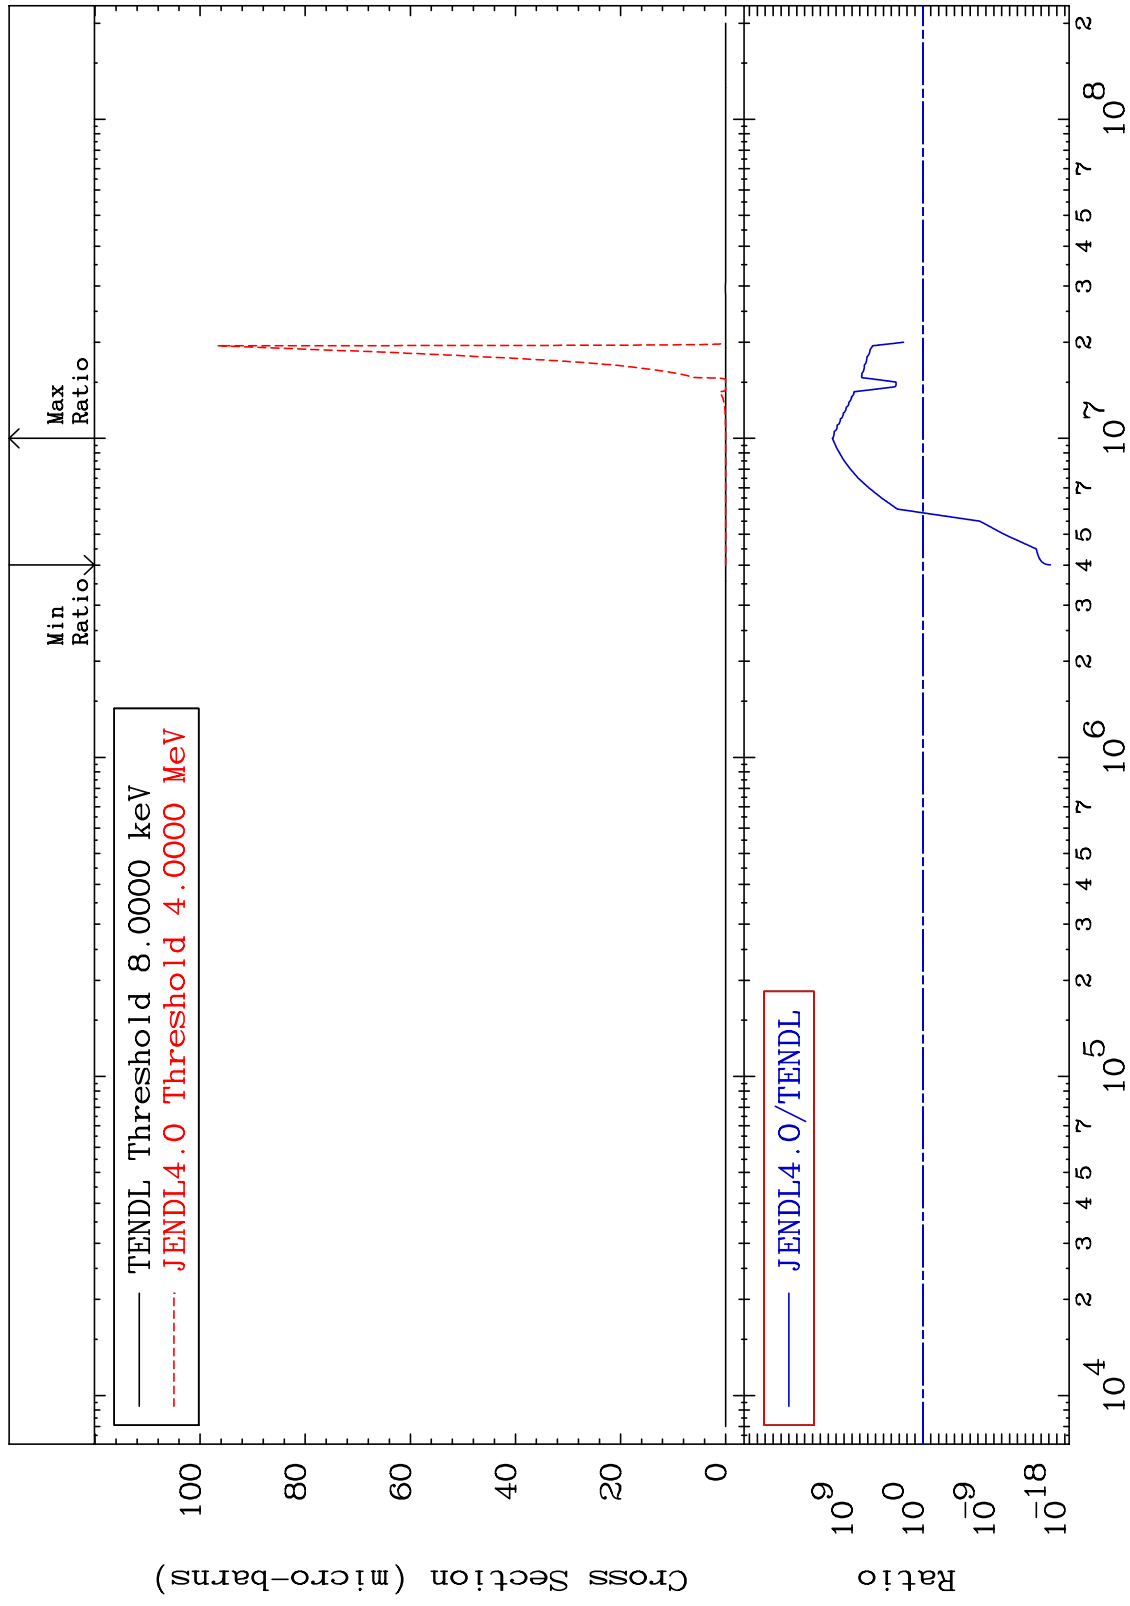 Max
Ratio
Min
Ratio
TENDL Threshold 8.0000 keV
JENDL4.0 Threshold 4.0000 MeV
100
80
60
40
20
0
Cross Section (micro-barns)
JENDL4.0/TENDL
10^9
10^0
10^-9
10^-18
Ratio
10^4 2 3 4 5 7 10^5 2 3 4 5 7 10^6 2 3 4 5 7 10^7 2 3 4 5 7 10^8 2